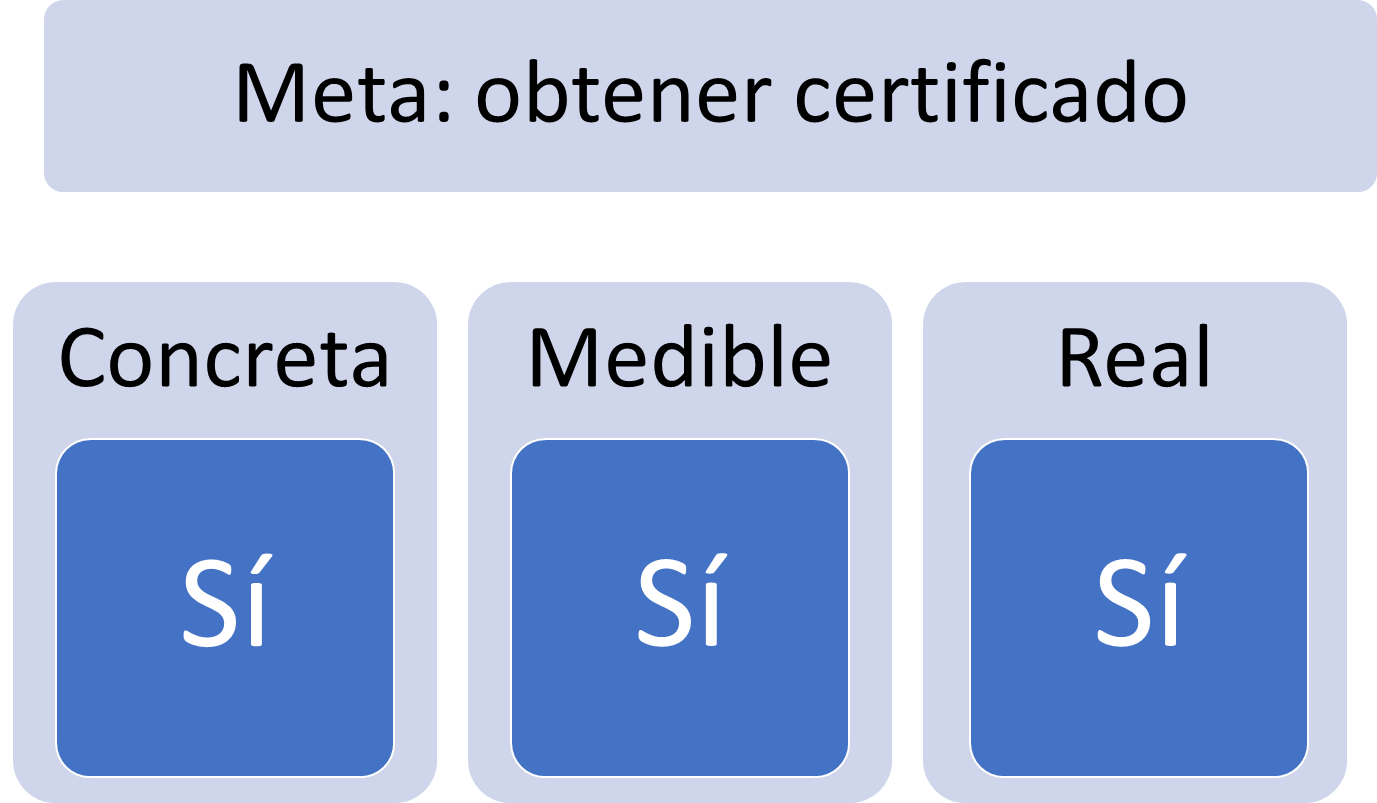 Meta: obtener certificado
Concreta
Medible
Real
Sí
Sí
Sí